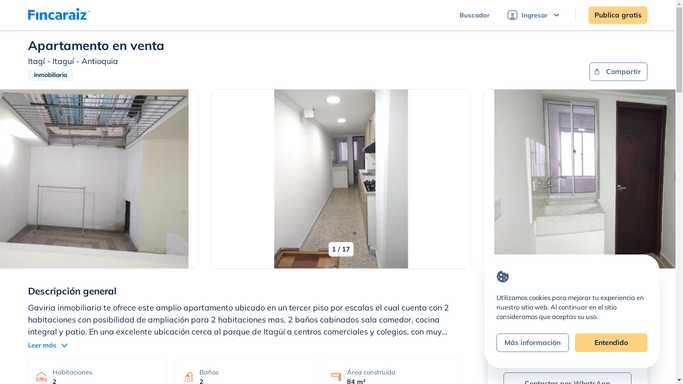 Fincaraiz
Buscador
Ingresar
Publica gratis
Apartamento en venta
Itagí - Itaguí - Antioquia
Inmobiliaria
Compartir
1 / 17
Descripción general
Gaviria inmobiliaria te ofrece este amplio apartamento ubicado en un tercer piso por escalas el cual cuenta con 2
habitaciones con posibilidad de ampliación para 2 habitaciones mas, 2 baños cabinados sala comedor, cocina
integral y patio. En una excelente ubicación cerca al parque de Itagüí a centros comerciales y colegios, con muy...
Leer más
Habitaciones
2
Baños
2
Área construida
84 m²
Utilizamos cookies para mejorar tu experiencia en
nuestro sitio web. Al continuar en el sitio
consideramos que aceptas su uso.
Más información
Entendido
Contactar por WhatsApp